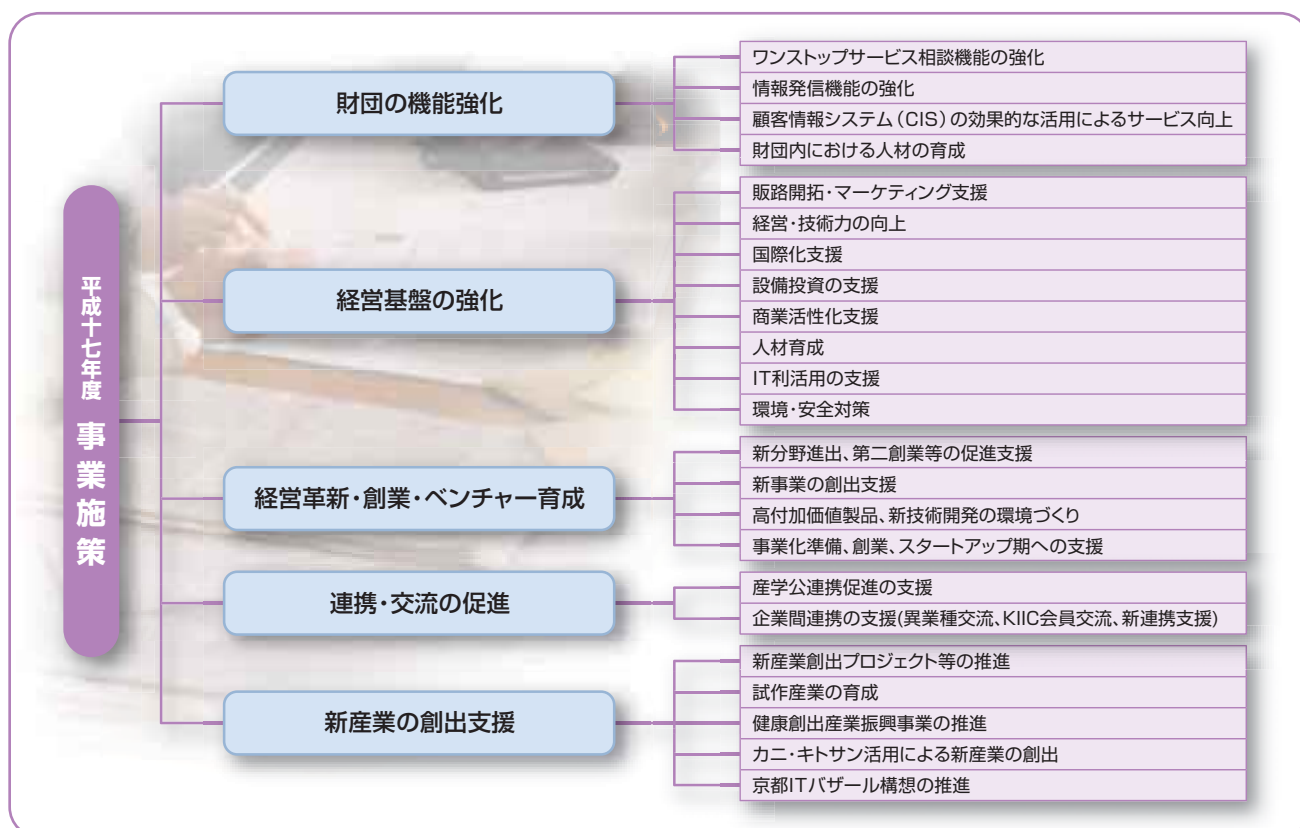 平成十七年度 事業施策
財団の機能強化
ワンストップサービス相談機能の強化
情報発信機能の強化
顧客情報システム(CIS)の効果的な活用によるサービス向上
財団内における人材の育成
経営基盤の強化
販路開拓・マーケティング支援
経営・技術力の向上
国際化支援
設備投資の支援
商業活性化支援
人材育成
IT利活用の支援
環境・安全対策
経営革新・創業・ベンチャー育成
新分野進出、第二創業等の促進支援
新事業の創出支援
高付加価値製品、新技術開発の環境づくり
事業化準備、創業、スタートアップ期への支援
連携・交流の促進
産学公連携促進の支援
企業間連携の支援(異業種交流、KIIC会員交流、新連携支援)
新産業の創出支援
新産業創出プロジェクト等の推進
試作産業の育成
健康創出産業振興事業の推進
カニ・キトサン活用による新産業の創出
京都ITバザール構想の推進